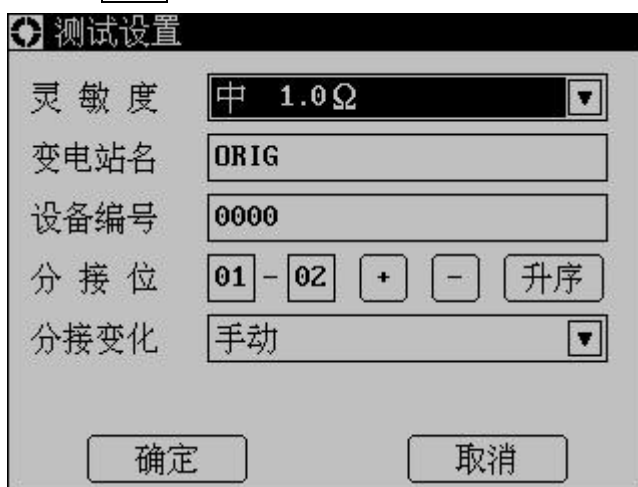 测试设置
灵 敏 度 中 1.0Ω
变电站名 ORIG
设备编号 0000
分 接 位 01 - 02 + - 升序
分接变化 手动
确定 取消